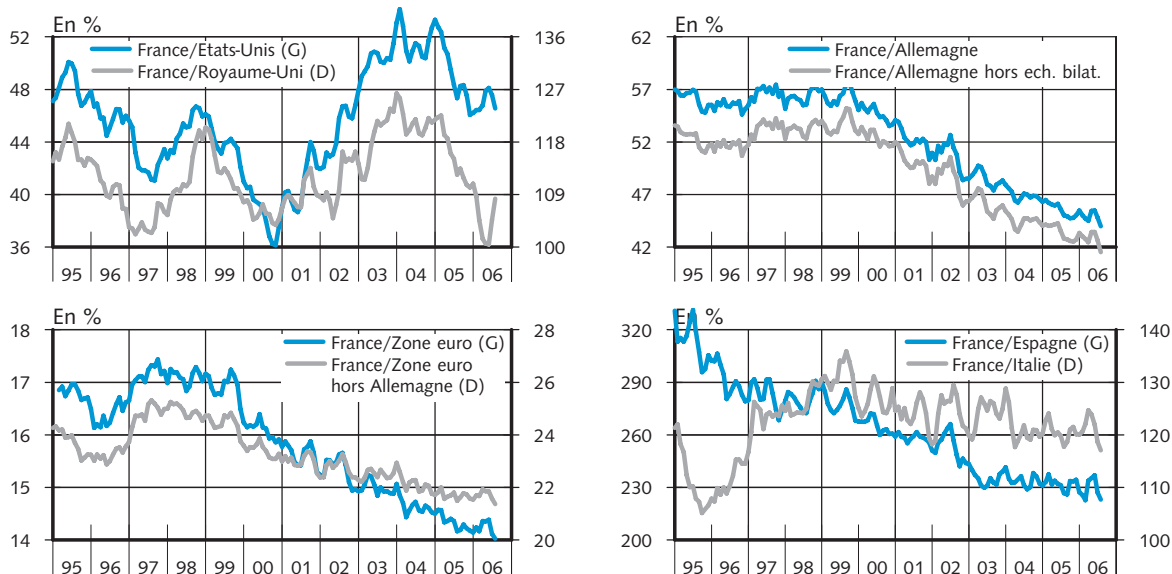 En %
France/Etats-Unis (G)
France/Royaume-Uni (D)
52
48
44
40
36
136
127
118
109
100
95 96 97 98 99 00 01 02 03 04 05 06
En %
France/Allemagne
France/Allemagne hors ech. bilat.
62
57
52
47
42
95 96 97 98 99 00 01 02 03 04 05 06
En %
France/Zone euro (G)
France/Zone euro
hors Allemagne (D)
18
17
16
15
14
28
26
24
22
20
95 96 97 98 99 00 01 02 03 04 05 06
En %
France/Espagne (G)
France/Italie (D)
320
290
260
230
200
140
130
120
110
100
95 96 97 98 99 00 01 02 03 04 05 06